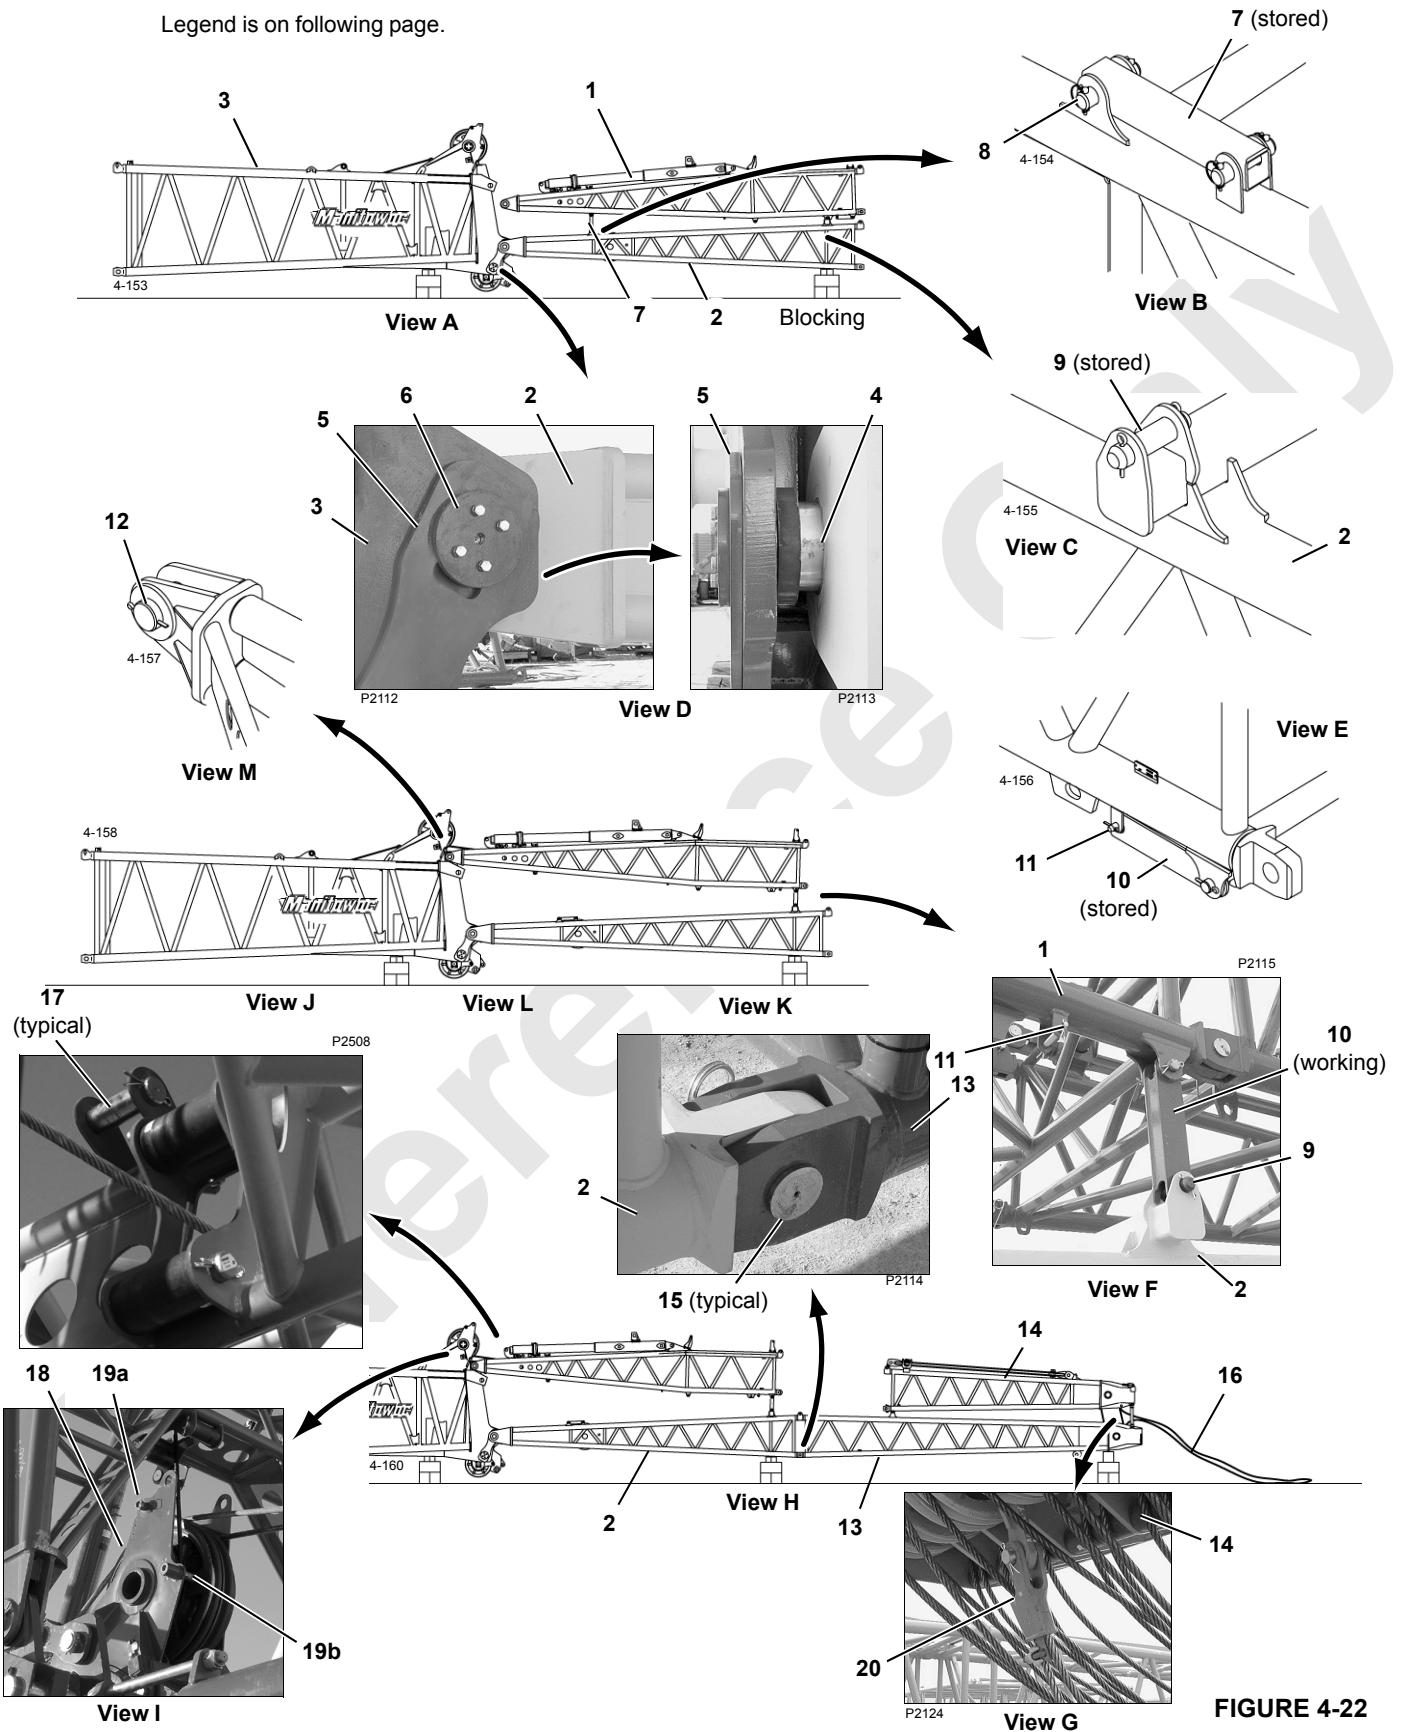 Legend is on following page.
7 (stored)
3
1
8
4-154
Manitowoc
4-153
View A
7
2
Blocking
View B
9 (stored)
6
2
5
4
5
3
4-155
View C
2
12
4-157
P2112
View D
P2113
View M
View E
4-156
11
10
(stored)
4-158
Manitowoc
View J
View L
View K
17
(typical)
P2508
1
P2115
11
10
(working)
13
9
2
P2114
15 (typical)
View F
2
14
16
18
19a
4-160
View H
2
13
14
19b
20
P2124
View I
View G
FIGURE 4-22
Reference Only